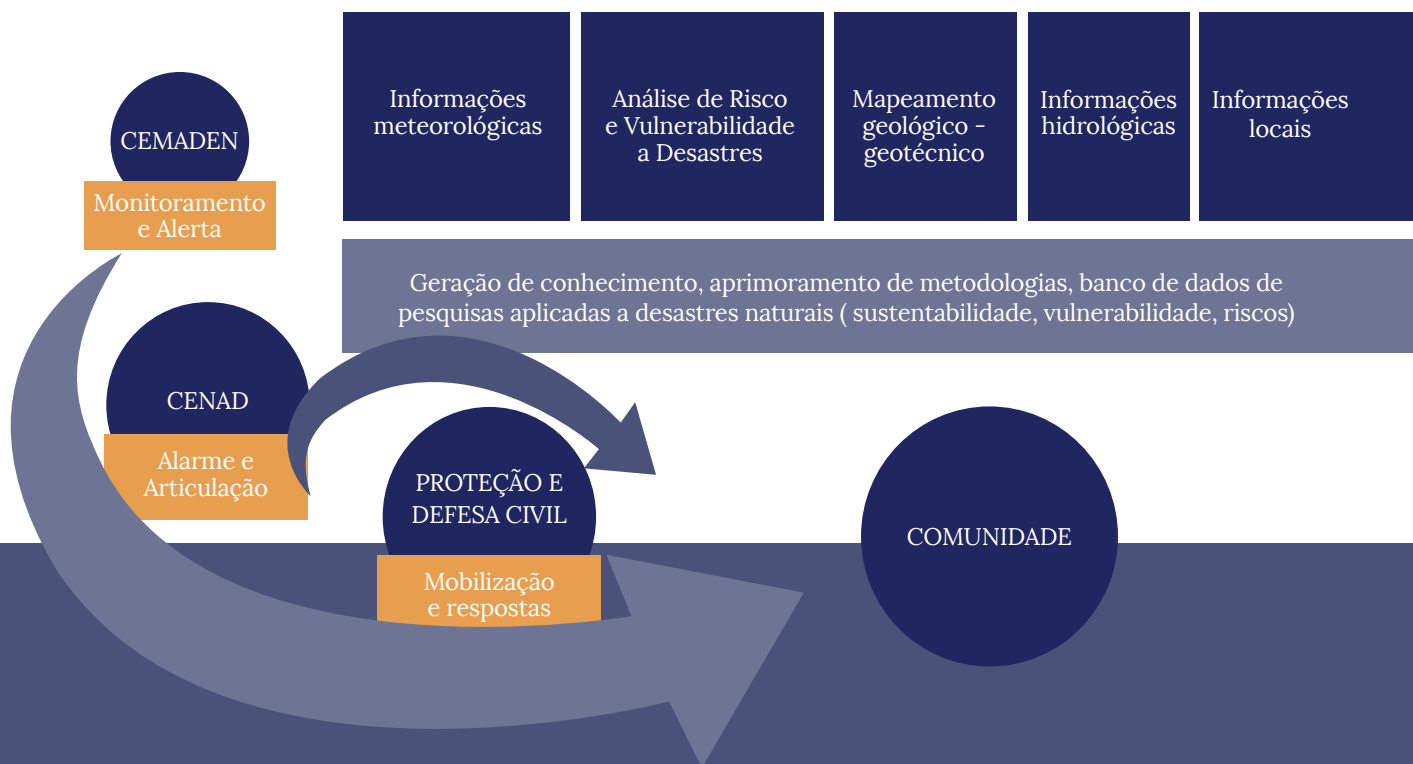 CEMADEN
Monitoramento
e Alerta
Informações
meteorológicas
Análise de Risco
e Vulnerabilidade
a Desastres
Mapeamento
geológico -
geotécnico
Informações
hidrológicas
Informações
locais
Geração de conhecimento, aprimoramento de metodologias, banco de dados de
pesquisas aplicadas a desastres naturais ( sustentabilidade, vulnerabilidade, riscos)
CENAD
Alarme e
Articulação
PROTEÇÃO E
DEFESA CIVIL
Mobilização
e respostas
COMUNIDADE